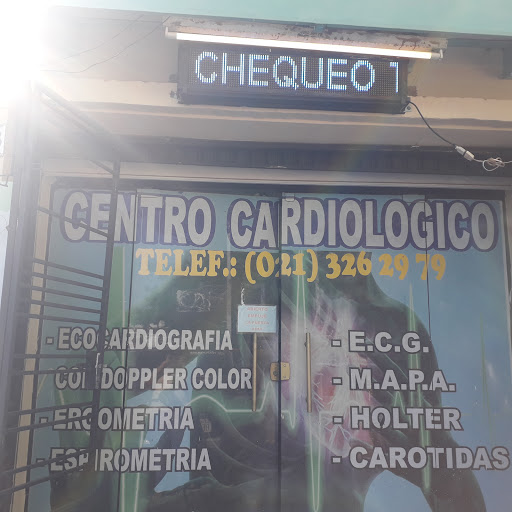 CHEQUEO 1
CENTRO CARDIOLOGICO
TELEF.: (021) 326 29 79
- ECOCARDIOGRAFIA
CON DOPPLER COLOR
- ERGOMETRIA
- ESPIROMETRIA
- E.C.G.
- M.A.P.A.
- HOLTER
- CAROTIDAS